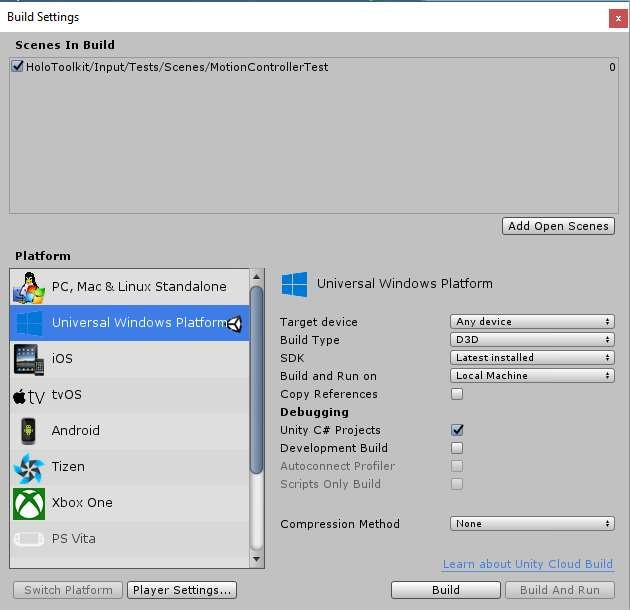 Build Settings
x
Scenes In Build
HoloToolkit/Input/Tests/Scenes/MotionControllerTest 0
Add Open Scenes
Platform
PC, Mac & Linux Standalone
Universal Windows Platform
iOS
tv tvOS
Android
Tizen
Xbox One
PS Vita
Universal Windows Platform
Target device Any device
Build Type D3D
SDK Latest installed
Build and Run on Local Machine
Copy References
Debugging
Unity C# Projects
Development Build
Autoconnect Profiler
Scripts Only Build
Compression Method None
Learn about Unity Cloud Build
Switch Platform Player Settings... Build Build And Run